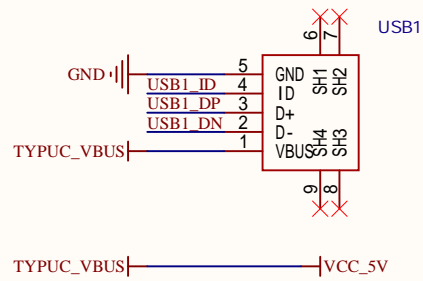 USB1
6
7
GND
5
GND
SH1
SH2
USB1_ID
4
ID
USB1_DP
3
D+
USB1_DN
2
D-
TYPUC_VBUS
1
VBUS
SH4
SH3
9
8
TYPUC_VBUS
VCC_5V